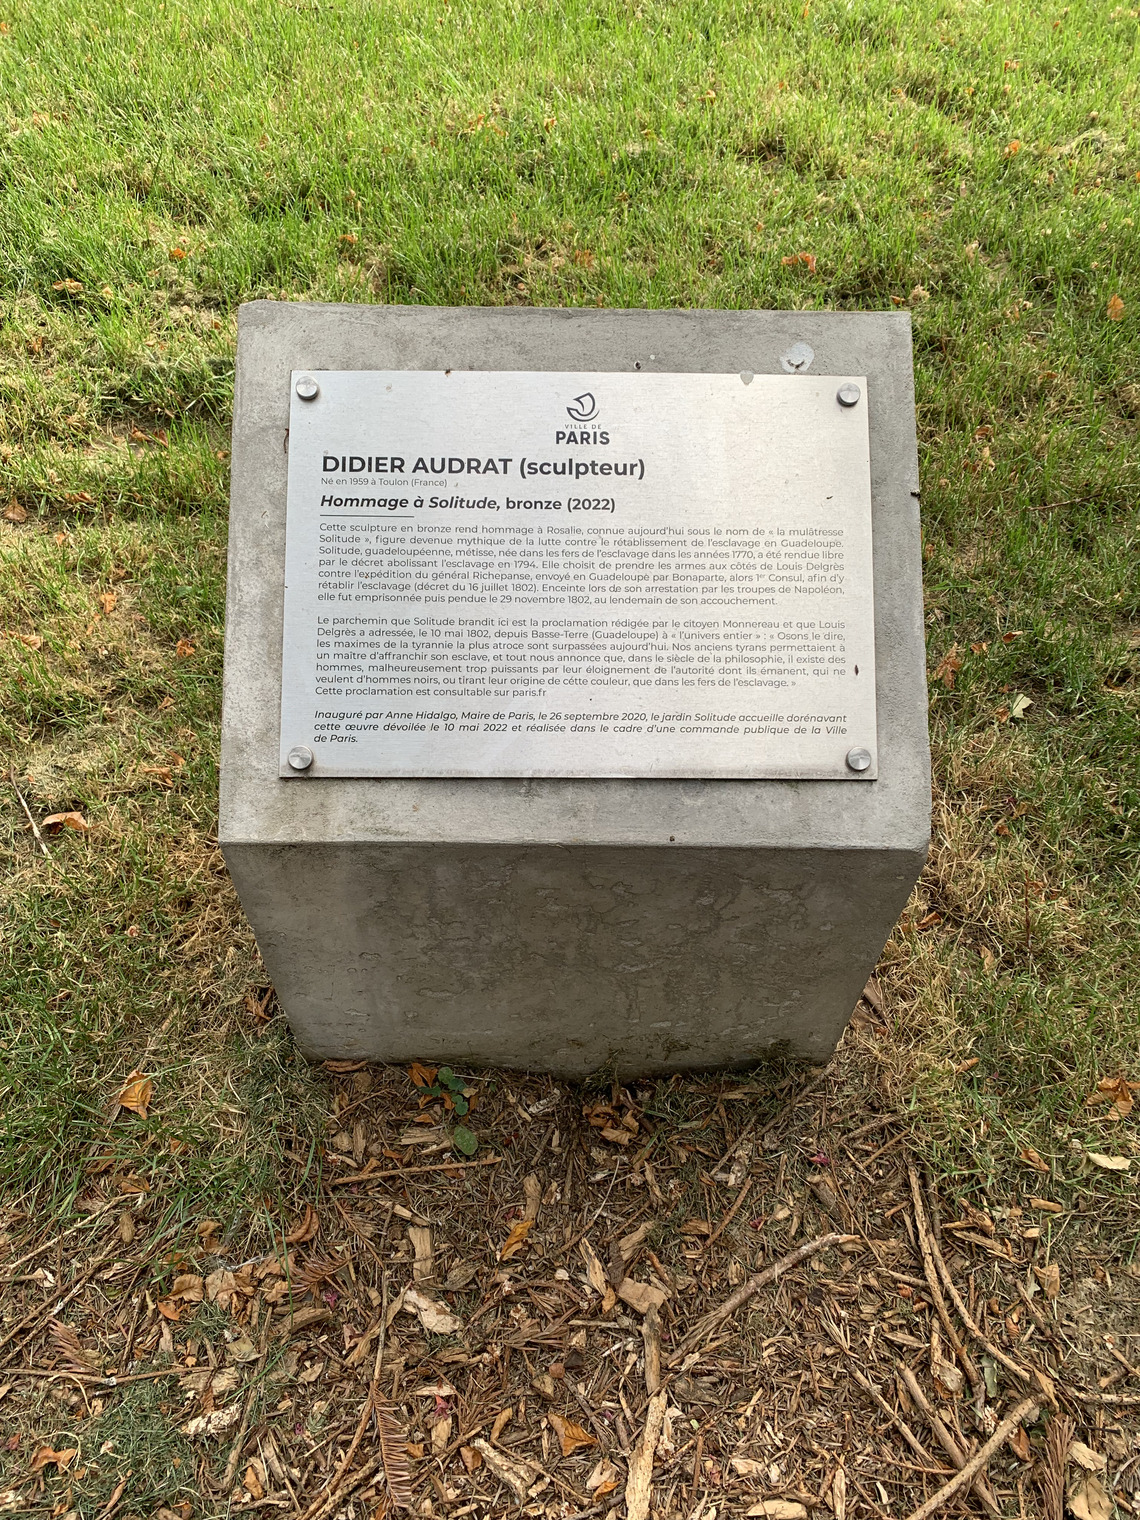 VILLE DE
PARIS
DIDIER AUDRAT (sculpteur)
Né en 1959 à Toulon (France)
Hommage à Solitude, bronze (2022)
Cette sculpture en bronze rend hommage à Rosalie, connue aujourd'hui sous le nom de « la mulâtresse
Solitude », figure devenue mythique de la lutte contre le rétablissement de l'esclavage en Guadeloupe.
Solitude, guadeloupéenne, métisse, née dans les fers de l'esclavage dans les années 1770, a été rendue libre
par le décret abolissant l'esclavage en 1794. Elle choisit de prendre les armes aux côtés de Louis Delgrès
contre l'expédition du général Richepanse, envoyé en Guadeloupe par Bonaparte, alors 1er Consul, afin d'y
rétablir l'esclavage (décret du 16 juillet 1802). Enceinte lors de son arrestation par les troupes de Napoléon,
elle fut emprisonnée puis pendue le 29 novembre 1802, au lendemain de son accouchement.
Le parchemin que Solitude brandit ici est la proclamation rédigée par le citoyen Monnereau et que Louis
Delgrès a adressée, le 10 mai 1802, depuis Basse-Terre (Guadeloupe) à « l'univers entier » : « Osons le dire,
les maximes de la tyrannie la plus atroce sont surpassées aujourd'hui. Nos anciens tyrans permettaient à
un maître d'affranchir son esclave, et tout nous annonce que, dans le siècle de la philosophie, il existe des
hommes, malheureusement trop puissants par leur éloignement de l'autorité dont ils émanent, qui ne
veulent d'hommes noirs, ou tirant leur origine de cette couleur, que dans les fers de l'esclavage. »
Cette proclamation est consultable sur paris.fr
Inauguré par Anne Hidalgo, Maire de Paris, le 26 septembre 2020, le jardin Solitude accueille dorénavant
cette œuvre dévoilée le 10 mai 2022 et réalisée dans le cadre d'une commande publique de la Ville
de Paris.